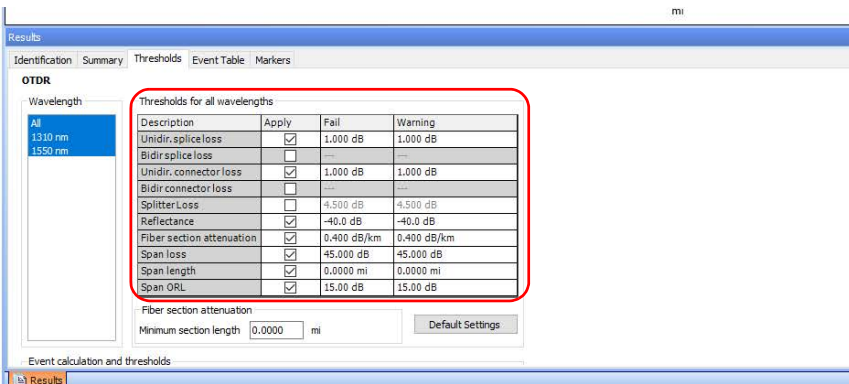 mi
Results
Identification Summary Thresholds Event Table Markers
OTDR
Wavelength
All
1310 nm
1550 nm
Thresholds for all wavelengths
Description Apply Fail Warning
Unidir. splice loss 1.000 dB 1.000 dB
Bidir splice loss --- ---
Unidir. connector loss 1.000 dB 1.000 dB
Bidir connector loss --- ---
Splitter Loss 4.500 dB 4.500 dB
Reflectance -40.0 dB -40.0 dB
Fiber section attenuation 0.400 dB/km 0.400 dB/km
Span loss 45.000 dB 45.000 dB
Span length 0.0000 mi 0.0000 mi
Span ORL 15.00 dB 15.00 dB
Fiber section attenuation
Minimum section length 0.0000 mi
Default Settings
Event calculation and thresholds
Results